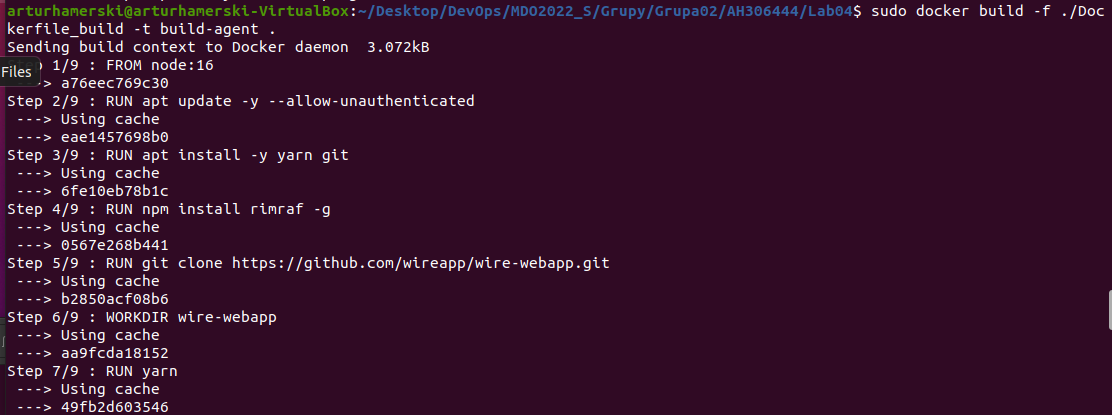 arturhamerski@arturhamerski-VirtualBox:~/Desktop/DevOps/MDO2022_S/Grupy/Grupa02/AH306444/Lab04$ sudo docker build -f ./Doc
kerfile_build -t build-agent .
Sending build context to Docker daemon  3.072kB
p 1/9 : FROM node:16
Files
---> a76eec769c30
Step 2/9 : RUN apt update -y --allow-unauthenticated
 ---> Using cache
 ---> eae1457698b0
Step 3/9 : RUN apt install -y yarn git
 ---> Using cache
 ---> 6fe10eb78b1c
Step 4/9 : RUN npm install rimraf -g
 ---> Using cache
 ---> 0567e268b441
Step 5/9 : RUN git clone https://github.com/wireapp/wire-webapp.git
 ---> Using cache
 ---> b2850acf08b6
Step 6/9 : WORKDIR wire-webapp
 ---> Using cache
 ---> aa9fcda18152
Step 7/9 : RUN yarn
 ---> Using cache
 ---> 49fb2d603546